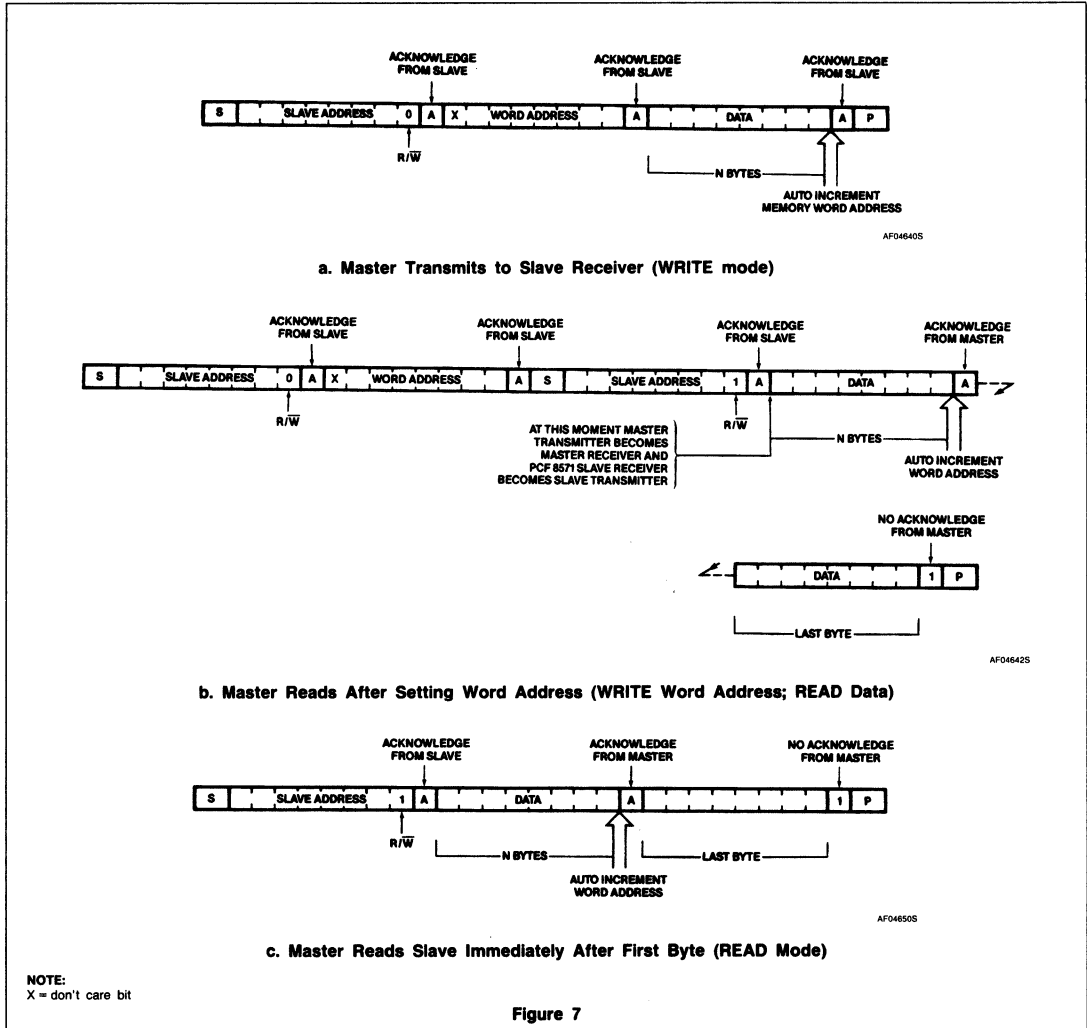 ACKNOWLEDGE
FROM SLAVE
ACKNOWLEDGE
FROM SLAVE
ACKNOWLEDGE
FROM SLAVE
S SLAVE ADDRESS 0 A X WORD ADDRESS A DATA A P
R/W̅
N BYTES
AUTO INCREMENT
MEMORY WORD ADDRESS
AF04640S
a. Master Transmits to Slave Receiver (WRITE mode)
ACKNOWLEDGE
FROM SLAVE
ACKNOWLEDGE
FROM SLAVE
ACKNOWLEDGE
FROM SLAVE
ACKNOWLEDGE
FROM MASTER
S SLAVE ADDRESS 0 A X WORD ADDRESS A S SLAVE ADDRESS 1 A DATA A
R/W̅
R/W̅
AT THIS MOMENT MASTER
TRANSMITTER BECOMES
MASTER RECEIVER AND
PCF 8571 SLAVE RECEIVER
BECOMES SLAVE TRANSMITTER
N BYTES
AUTO INCREMENT
WORD ADDRESS
NO ACKNOWLEDGE
FROM MASTER
DATA 1 P
LAST BYTE
AF04642S
b. Master Reads After Setting Word Address (WRITE Word Address; READ Data)
ACKNOWLEDGE
FROM SLAVE
ACKNOWLEDGE
FROM MASTER
NO ACKNOWLEDGE
FROM MASTER
S SLAVE ADDRESS 1 A DATA A 1 P
R/W̅
N BYTES
LAST BYTE
AUTO INCREMENT
WORD ADDRESS
AF04650S
c. Master Reads Slave Immediately After First Byte (READ Mode)
NOTE:
X = don't care bit
Figure 7